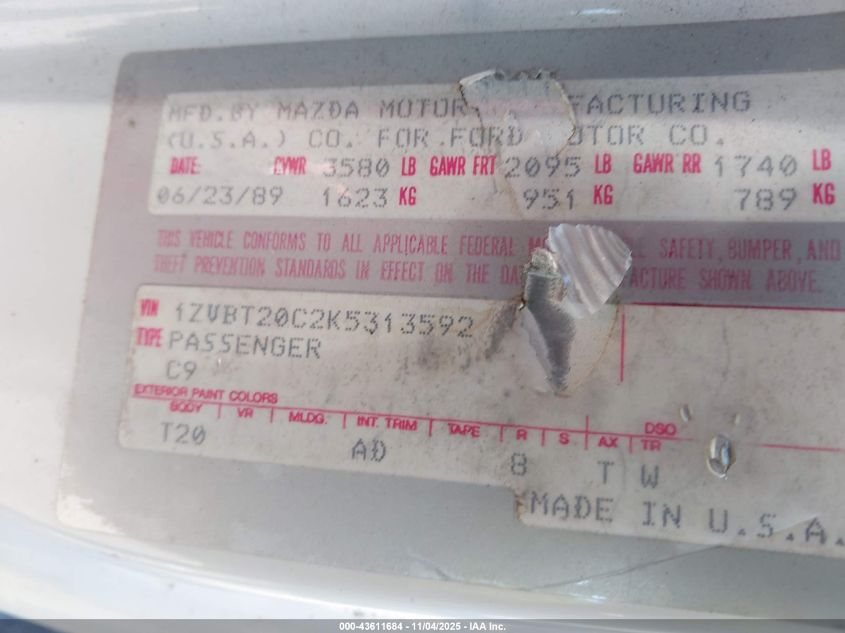 MFD. BY MAZDA MOTOR FACTURING
(U.S.A.) CO. FOR FORD MOTOR CO.
DATE: GVWR 3580 LB GAWR FRT 2095 LB GAWR RR 1740 LB
06/23/89 1623 KG 951 KG 789 KG
THIS VEHICLE CONFORMS TO ALL APPLICABLE FEDERAL SAFETY, BUMPER, AND
THEFT PREVENTION STANDARDS IN EFFECT ON THE FACTURE SHOWN ABOVE.
VIN 1ZVBT20C2K5313592
TYPE PASSENGER
C9
EXTERIOR PAINT COLORS DSO
BODY | VR | MLDG. | INT. TRIM | TAPE | R | S | AX | TR
T20 AD 8 T W
MADE IN U.S.A.
000-43611684 - 11/04/2025 - IAA Inc.